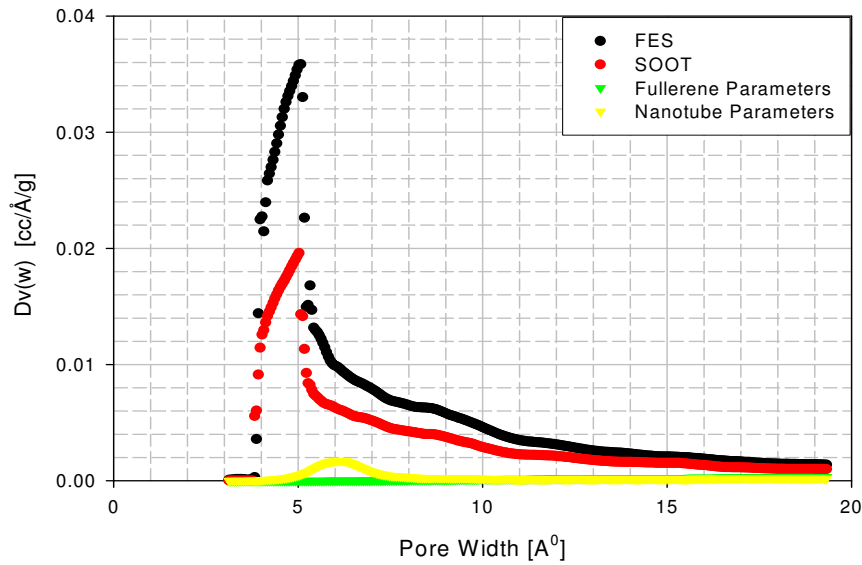 0.04
0.03
0.02
0.01
0.00
Dv(w) [cc/Å/g]
FES
SOOT
Fullerene Parameters
Nanotube Parameters
0 5 10 15 20
Pore Width [A⁰]